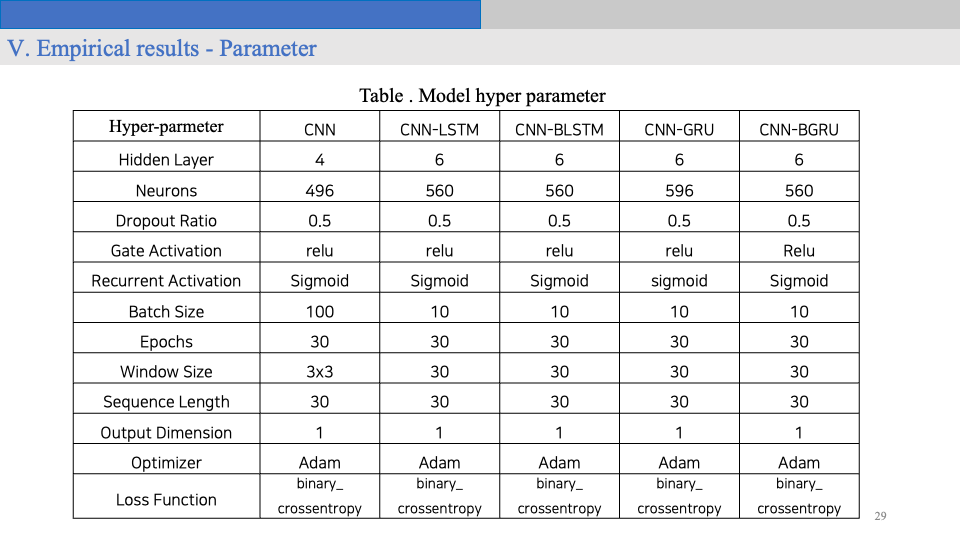 V. Empirical results - Parameter
Table . Model hyper parameter
Hyper-parmeter CNN CNN-LSTM CNN-BLSTM CNN-GRU CNN-BGRU
Hidden Layer 4 6 6 6 6
Neurons 496 560 560 596 560
Dropout Ratio 0.5 0.5 0.5 0.5 0.5
Gate Activation relu relu relu relu Relu
Recurrent Activation Sigmoid Sigmoid Sigmoid sigmoid Sigmoid
Batch Size 100 10 10 10 10
Epochs 30 30 30 30 30
Window Size 3x3 30 30 30 30
Sequence Length 30 30 30 30 30
Output Dimension 1 1 1 1 1
Optimizer Adam Adam Adam Adam Adam
binary_ binary_ binary_ binary_ binary_
Loss Function
crossentropy crossentropy crossentropy crossentropy crossentropy
29